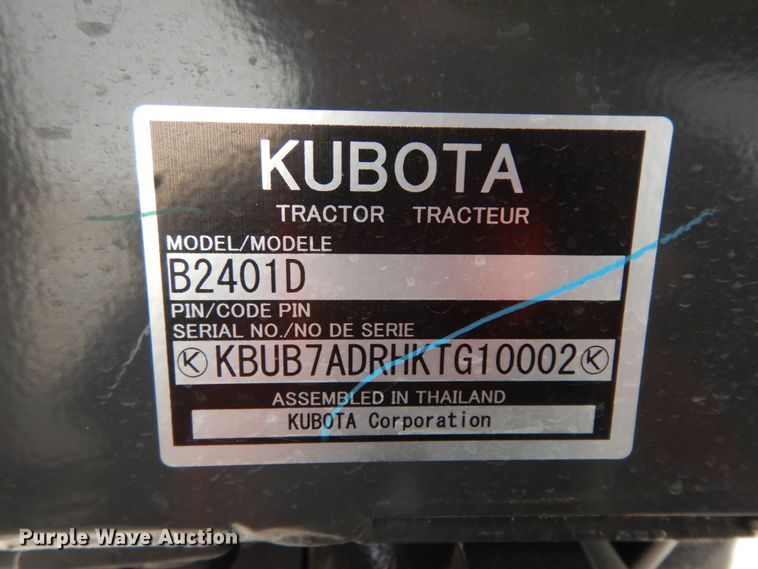 KUBOTA
TRACTOR TRACTEUR
MODEL/MODELE
B2401D
PIN/CODE PIN
SERIAL NO./NO DE SERIE
K KBUB7ADRHKTG10002 K
ASSEMBLED IN THAILAND
KUBOTA Corporation
Purple Wave Auction